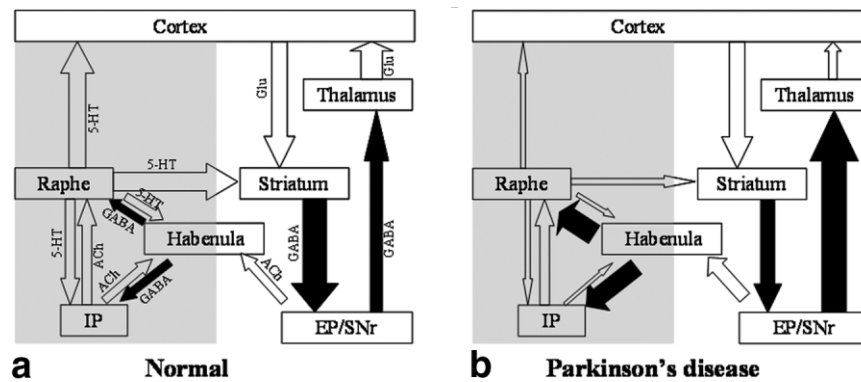 Cortex
Glu
Glu
Thalamus
5-HT
5-HT
Raphe
Striatum
5-HT
GABA
Habenula
5-HT
ACh
ACh
GABA
GABA
ACh
GABA
IP
EP/SNr
a Normal
Cortex
Thalamus
Raphe
Striatum
Habenula
IP
EP/SNr
b Parkinson's disease